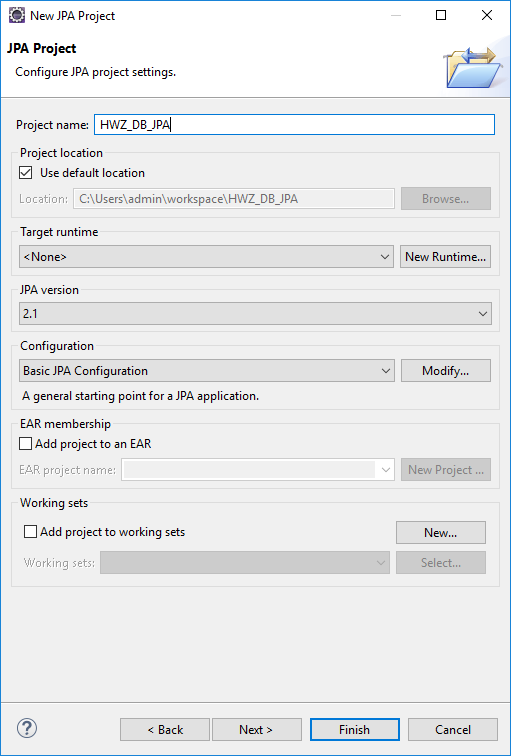 New JPA Project
JPA Project
Configure JPA project settings.
Project name: HWZ_DB_JPA
Project location
Use default location
Location: C:\Users\admin\workspace\HWZ_DB_JPA Browse...
Target runtime
<None> New Runtime...
JPA version
2.1
Configuration
Basic JPA Configuration Modify...
A general starting point for a JPA application.
EAR membership
Add project to an EAR
EAR project name: New Project ...
Working sets
Add project to working sets New...
Working sets: Select...
? < Back Next > Finish Cancel